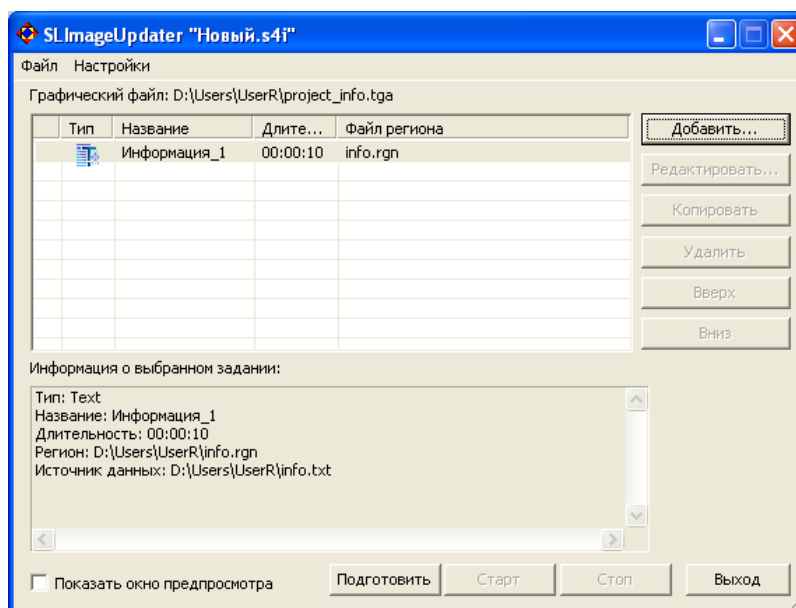 SLImageUpdater "Новый.s4i"
Файл Настройки
Графический файл: D:\Users\UserR\project_info.tga
Тип Название Длите... Файл региона
Информация_1 00:00:10 info.rgn
Добавить...
Редактировать...
Копировать
Удалить
Вверх
Вниз
Информация о выбранном задании:
Тип: Text
Название: Информация_1
Длительность: 00:00:10
Регион: D:\Users\UserR\info.rgn
Источник данных: D:\Users\UserR\info.txt
Показать окно предпросмотра Подготовить Старт Стоп Выход